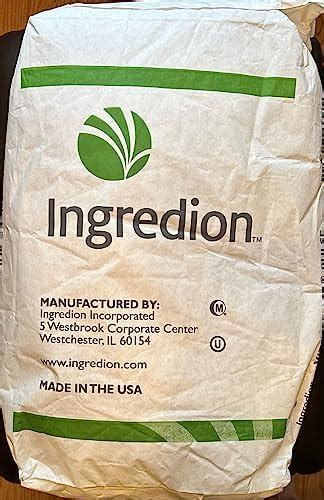 Ingredion™
MANUFACTURED BY:
Ingredion Incorporated
5 Westbrook Corporate Center
Westchester, IL 60154
www.ingredion.com
MADE IN THE USA
M
U
Ingredion